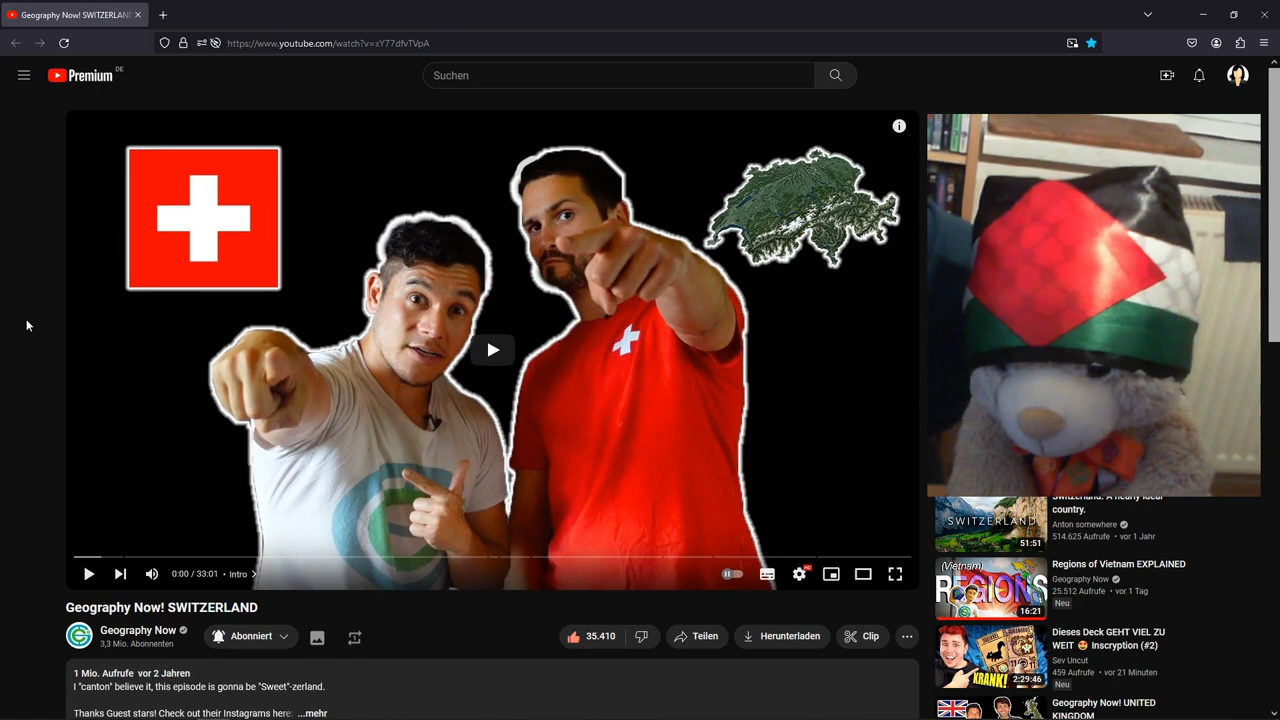 Geography Now! SWITZERLAN
https://www.youtube.com/watch?v=xY77dfvTVpA
Premium DE
Suchen
0:00 / 33:01 • Intro
HD
Geography Now! SWITZERLAND
Geography Now
3,3 Mio. Abonnenten
Abonniert
35.410
Teilen
Herunterladen
Clip
1 Mio. Aufrufe vor 2 Jahren
I "canton" believe it, this episode is gonna be "Sweet"-zerland.
Thanks Guest stars! Check out their Instagrams here: ...mehr
SWITZERLAND
51:51
Switzerland. A nearly ideal
country.
Anton somewhere
514.625 Aufrufe • vor 1 Jahr
(Vietnam)
REGIONS
16:21
Regions of Vietnam EXPLAINED
Geography Now
25.512 Aufrufe • vor 1 Tag
Neu
KRANK!
2:29:46
Dieses Deck GEHT VIEL ZU
WEIT 🤩 Inscryption (#2)
Sev Uncut
459 Aufrufe • vor 21 Minuten
Neu
Geography Now! UNITED
KINGDOM